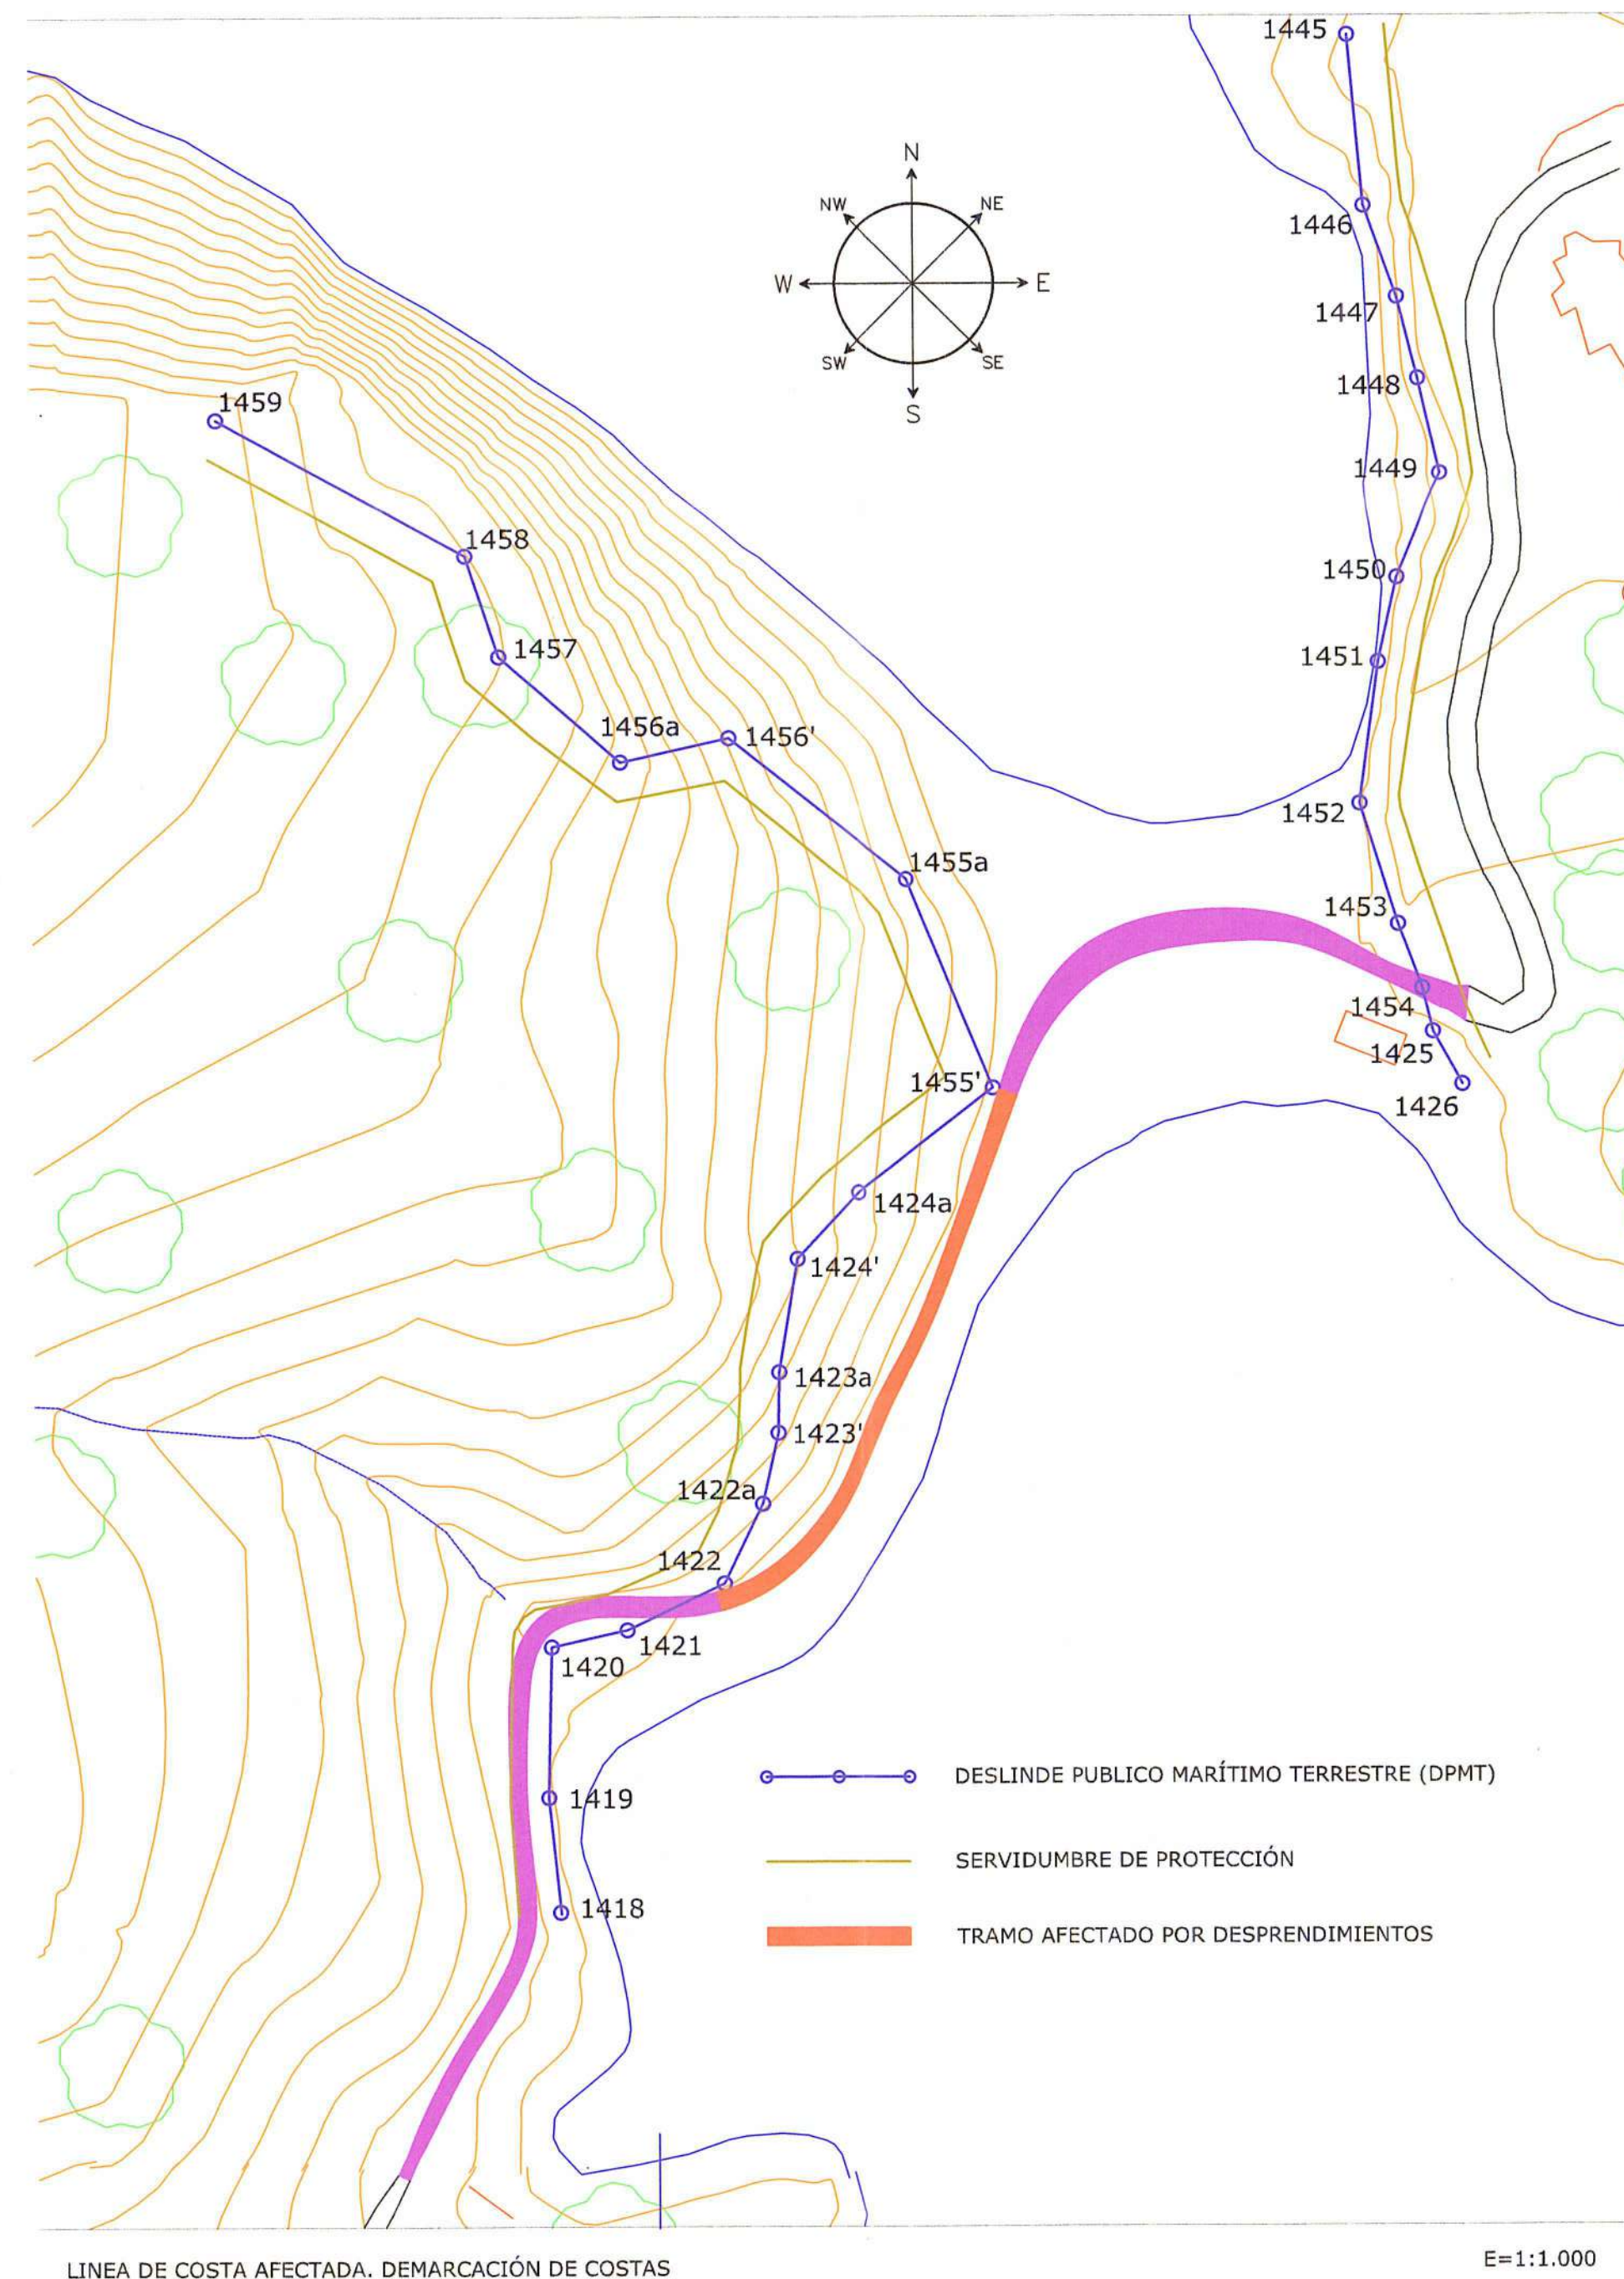 1445
N
NW
NE
1446
W
E
1447
SW
SE
1448
S
1459
1449
1458
1450
1457
1451
1456a
1456'
1452
1455a
1453
1454
1425
1455'
1426
1424a
1424'
1423a
1423'
1422a
1422
1421
1420
1419
1418
DESLINDE PUBLICO MARÍTIMO TERRESTRE (DPMT)
SERVIDUMBRE DE PROTECCIÓN
TRAMO AFECTADO POR DESPRENDIMIENTOS
LINEA DE COSTA AFECTADA. DEMARCACIÓN DE COSTAS
E=1:1.000